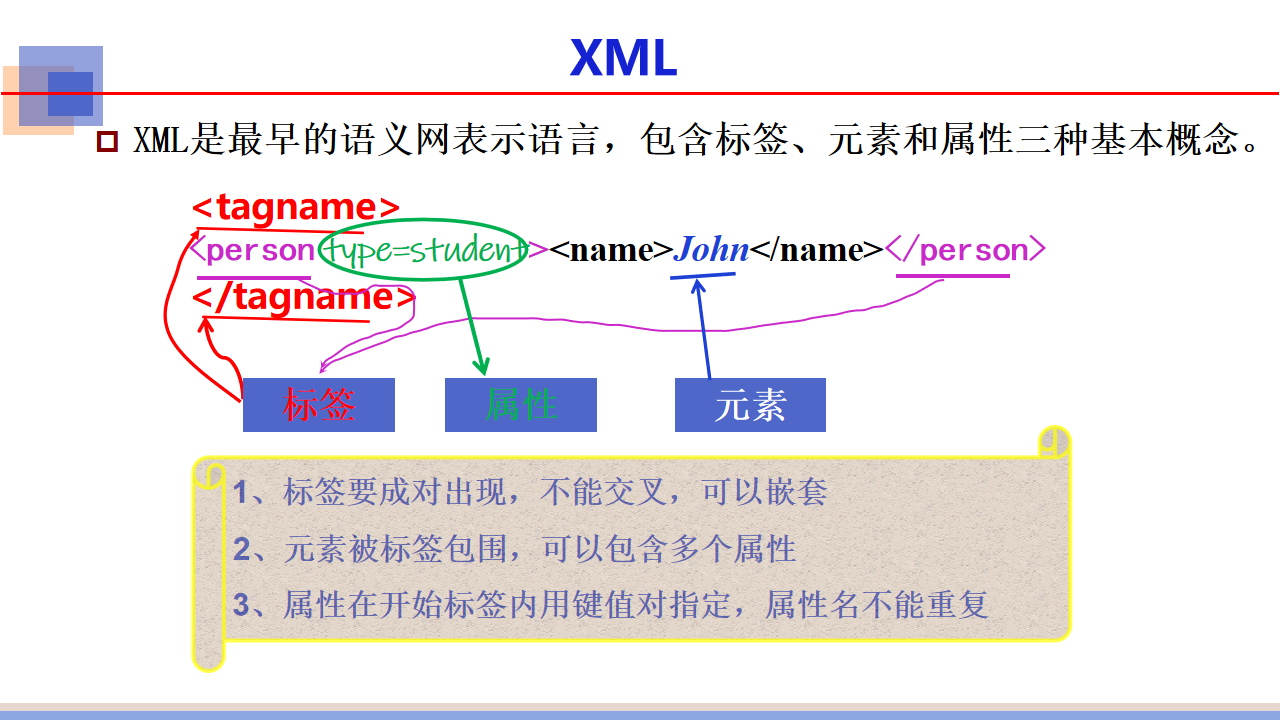 XML
XML是最早的语义网表示语言，包含标签、元素和属性三种基本概念。
<tagname>
<person type=student><name>John</name></person>
</tagname>
标签 属性 元素
1、标签要成对出现，不能交叉，可以嵌套
2、元素被标签包围，可以包含多个属性
3、属性在开始标签内用键值对指定，属性名不能重复